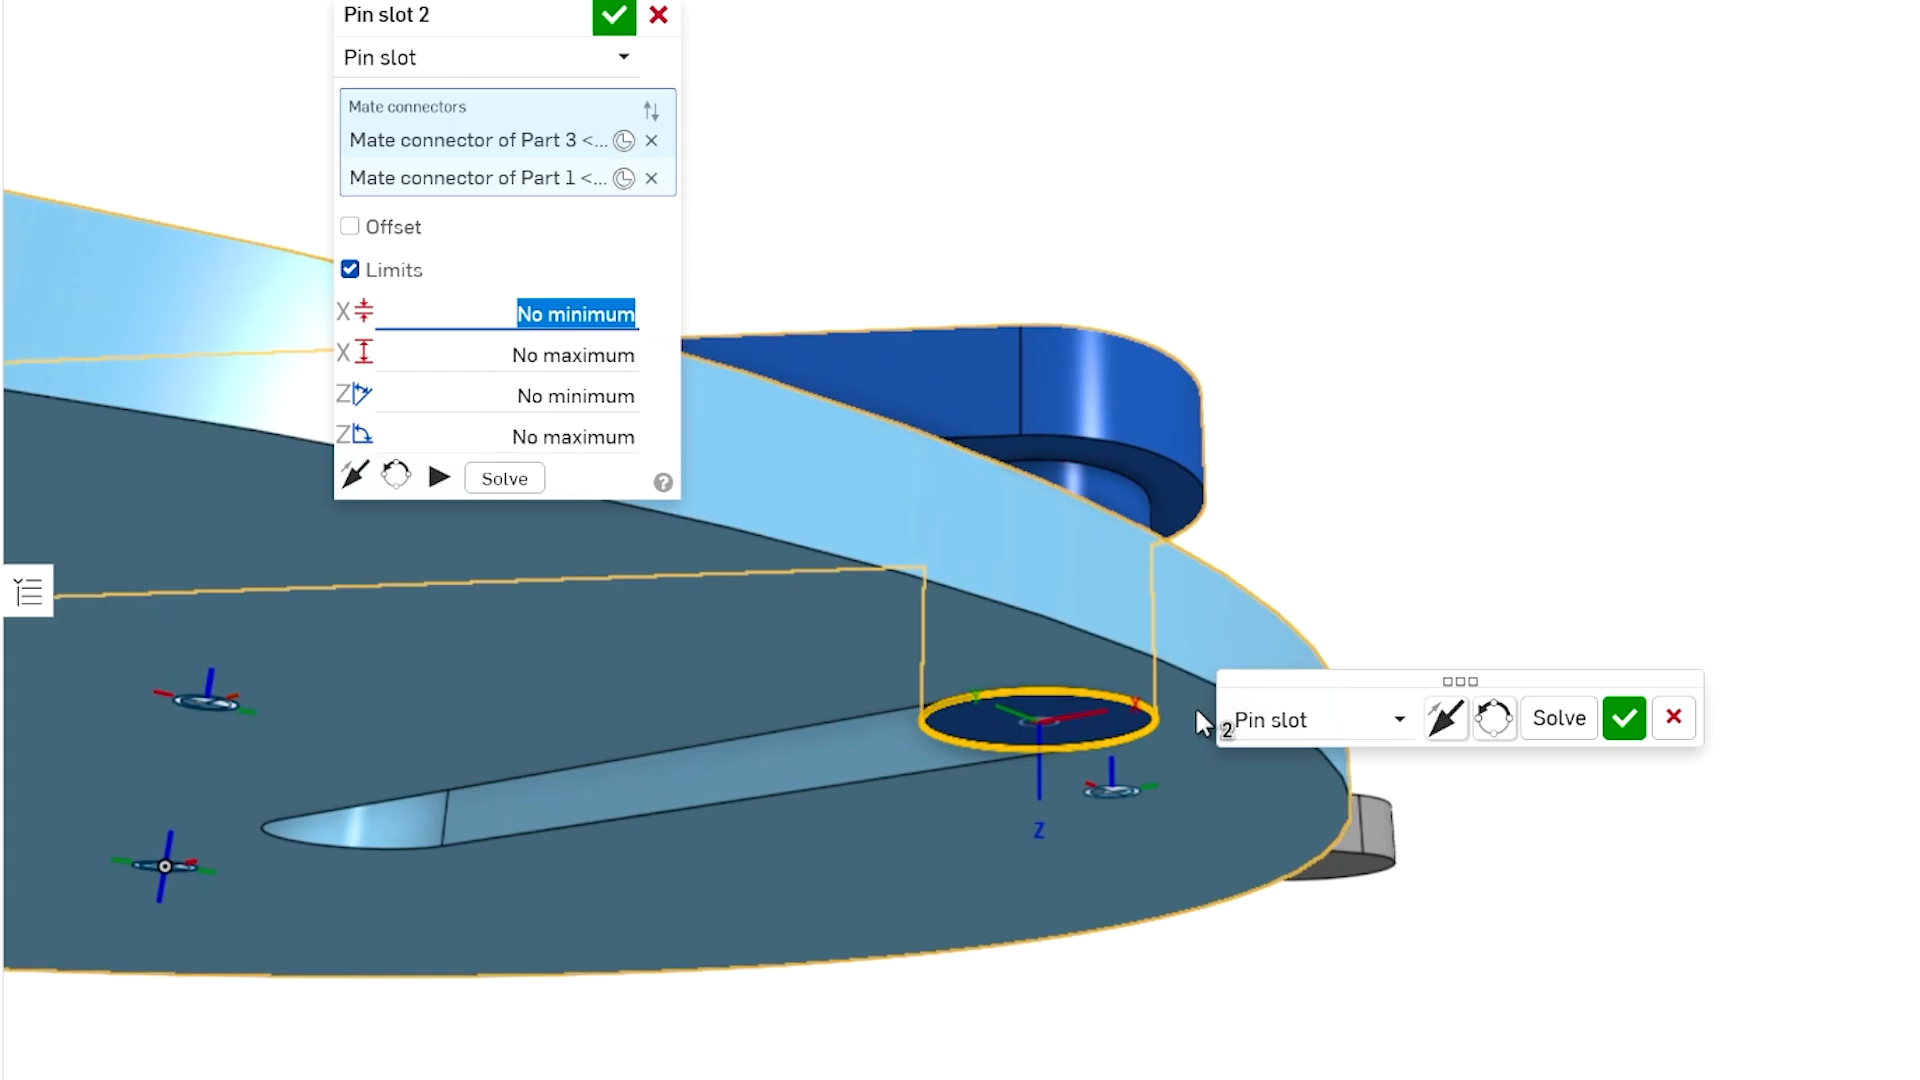 Pin slot 2
Pin slot
Mate connectors
Mate connector of Part 3 <...
Mate connector of Part 1 <...
Offset
Limits
X No minimum
X No maximum
Z No minimum
Z No maximum
Solve
?
Y
X
Z
2
Pin slot
Solve